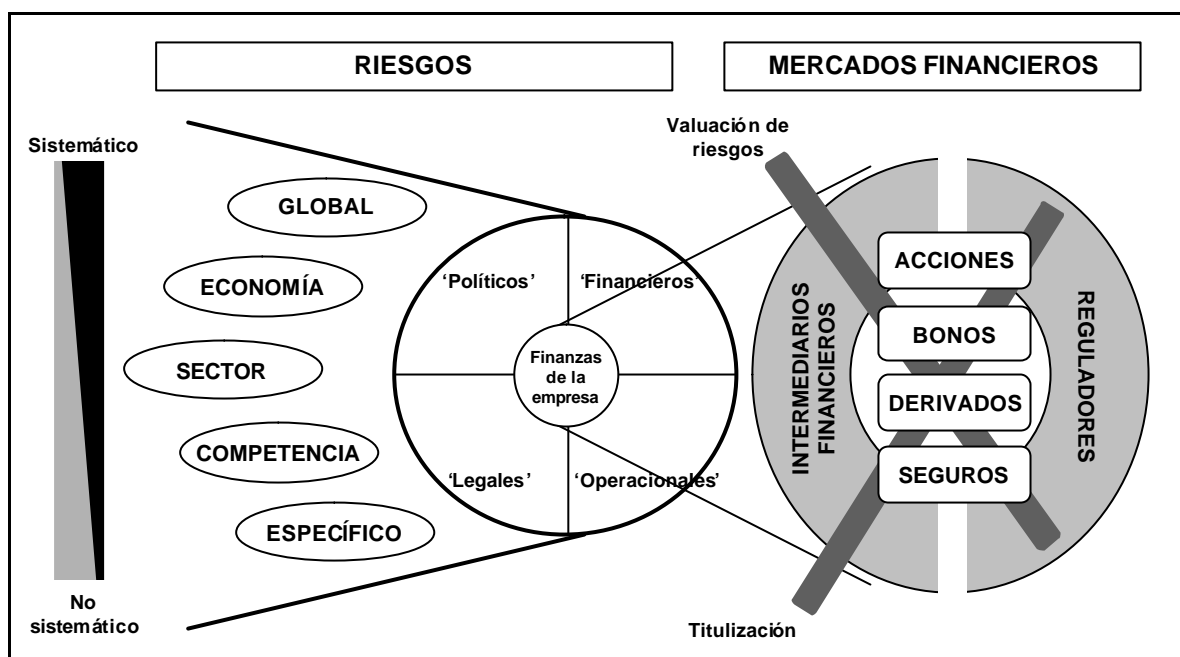 RIESGOS
MERCADOS FINANCIEROS
Sistemático
No
sistemático
GLOBAL
ECONOMÍA
SECTOR
COMPETENCIA
ESPECÍFICO
‘Políticos’
‘Financieros’
Finanzas
de la
empresa
‘Legales’
‘Operacionales’
Valuación de
riesgos
INTERMEDIARIOS
FINANCIEROS
ACCIONES
BONOS
DERIVADOS
SEGUROS
REGULADORES
Titulización